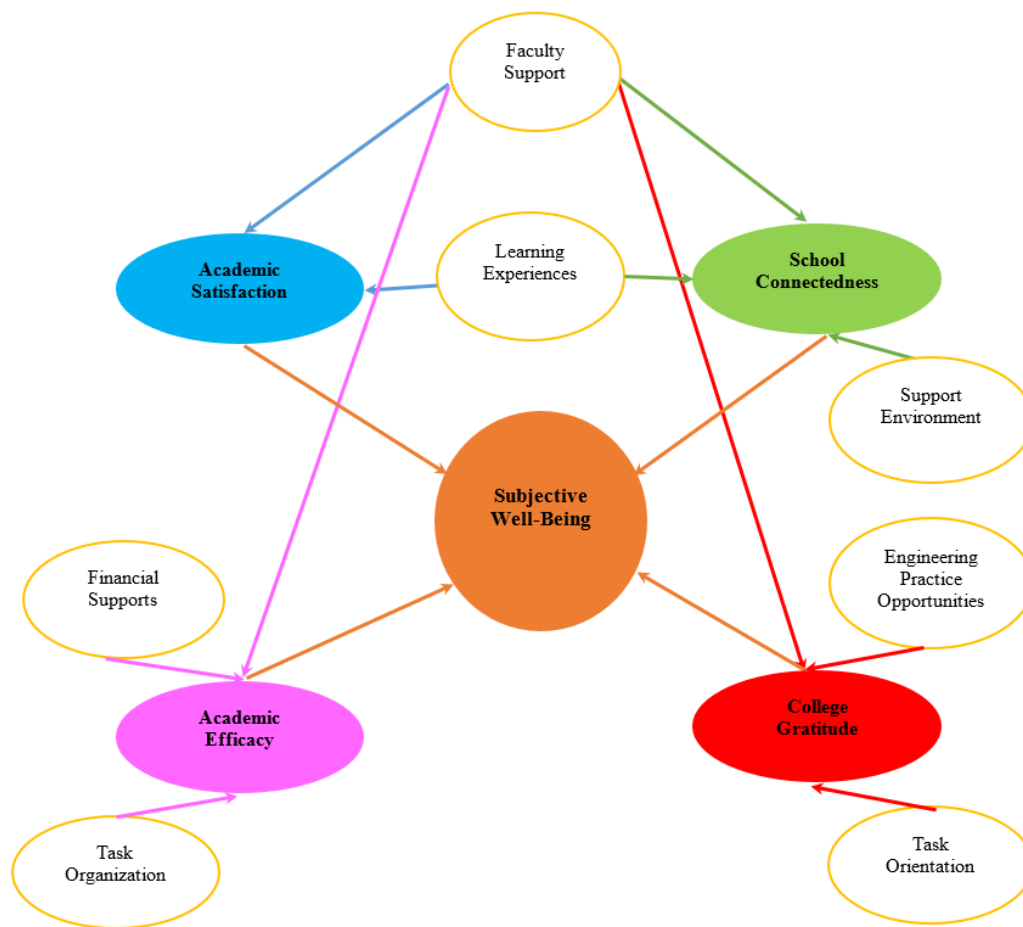 Faculty
Support
Academic
Satisfaction
Learning
Experiences
School
Connectedness
Support
Environment
Subjective
Well-Being
Financial
Supports
Engineering
Practice
Opportunities
Academic
Efficacy
College
Gratitude
Task
Organization
Task
Orientation